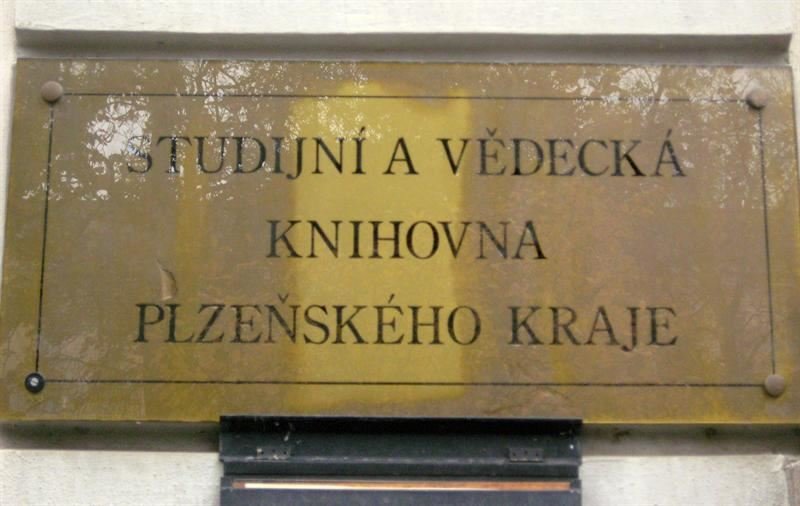 STUDIJNÍ A VĚDECKÁ
KNIHOVNA
PLZEŇSKÉHO KRAJE